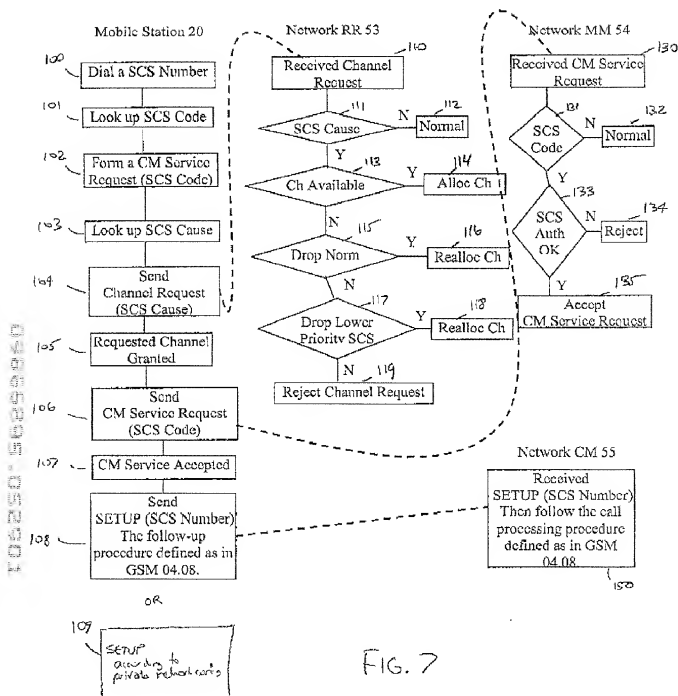 Mobile Station 20
100
Dial a SCS Number
101
Look up SCS Code
102
Form a CM Service
Request (SCS Code)
103
Look up SCS Cause
104
Send
Channel Request
(SCS Cause)
105
Requested Channel
Granted
106
Send
CM Service Request
(SCS Code)
107
CM Service Accepted
108
Send
SETUP (SCS Number)
The follow-up
procedure defined as in
GSM 04.08.
OR
109
SETUP
according to
private network
Network RR 53
110
Received Channel
Request
111
SCS Cause
N
112
Normal
Y
113
Ch Available
Y
114
Alloc Ch
N
115
Drop Norm
Y
116
Realloc Ch
N
117
Drop Lower
Priority SCS
Y
118
Realloc Ch
N
119
Reject Channel Request
Network MM 54
130
Received CM Service
Request
131
SCS
Code
N
132
Normal
Y
133
SCS
Auth
OK
N
134
Reject
Y
135
Accept
CM Service Request
Network CM 55
Received
SETUP (SCS Number)
Then follow the call
processing procedure
defined as in GSM
04.08.
150
FIG. 7